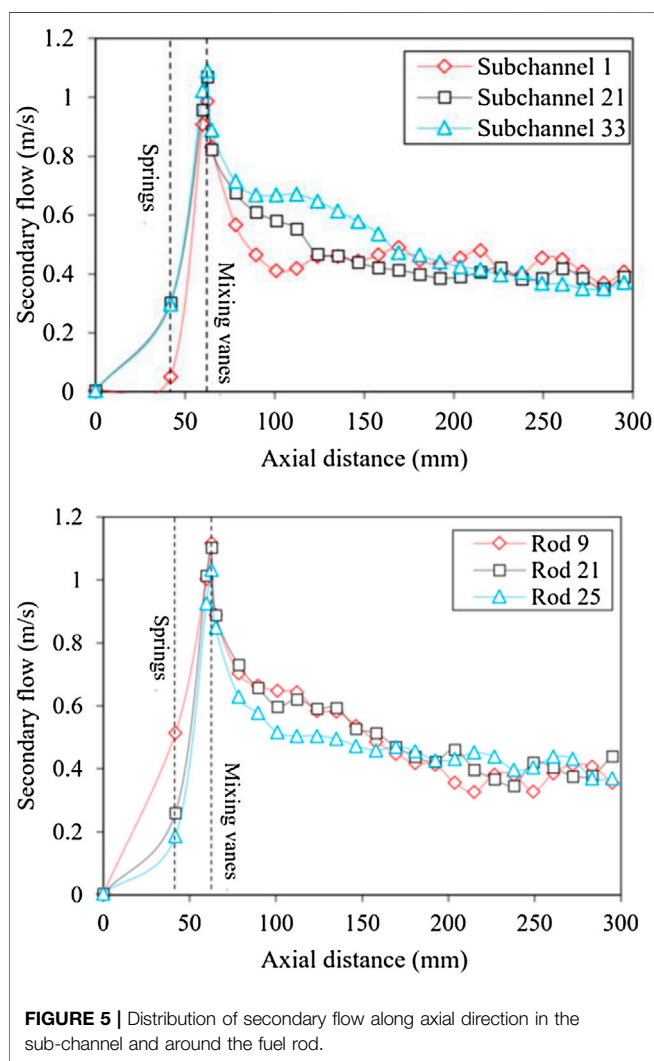 1.2
1
0.8
0.6
0.4
0.2
0
Secondary flow (m/s)
Springs
Mixing vanes
Subchannel 1
Subchannel 21
Subchannel 33
0 50 100 150 200 250 300
Axial distance (mm)
1.2
1
0.8
0.6
0.4
0.2
0
Secondary flow (m/s)
Springs
Mixing vanes
Rod 9
Rod 21
Rod 25
0 50 100 150 200 250 300
Axial distance (mm)
FIGURE 5 | Distribution of secondary flow along axial direction in the
sub-channel and around the fuel rod.